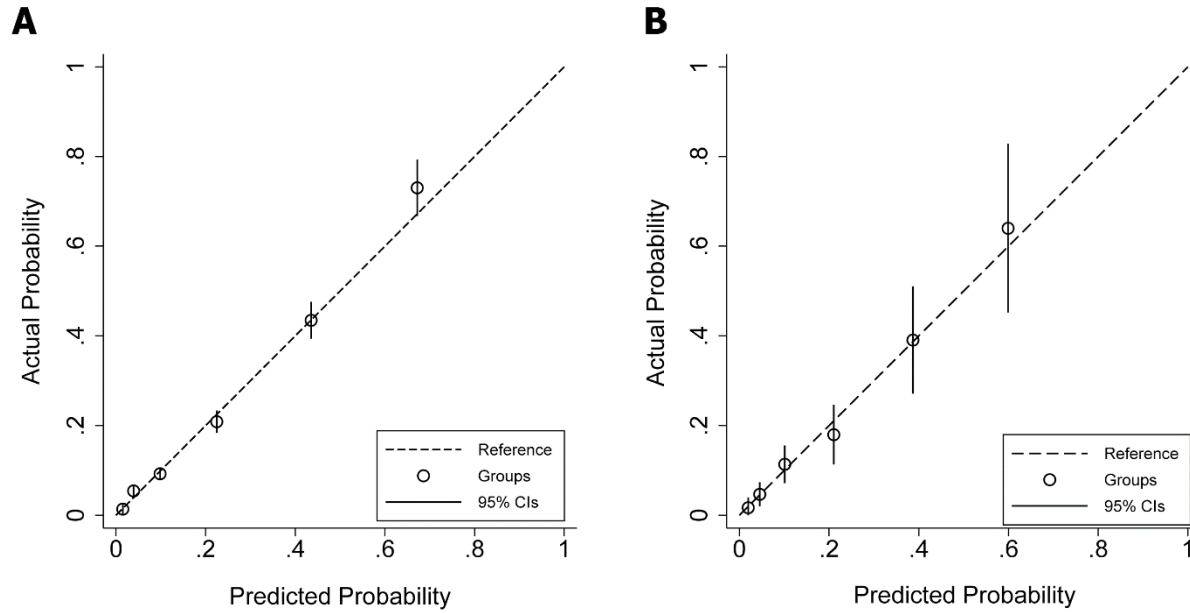 A
1
.8
.6
.4
.2
0
Actual Probability
0 .2 .4 .6 .8 1
Predicted Probability
Reference
Groups
95% CIs
B
1
.8
.6
.4
.2
0
Actual Probability
0 .2 .4 .6 .8 1
Predicted Probability
Reference
Groups
95% CIs